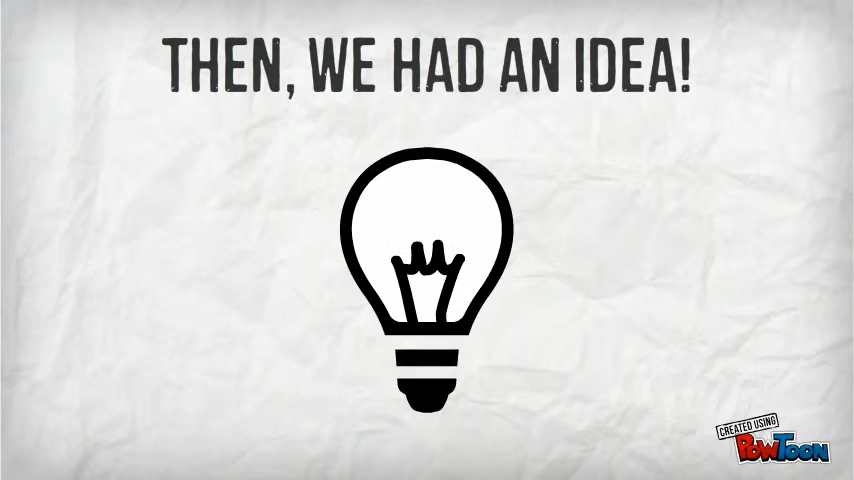 THEN, WE HAD AN IDEA!
CREATED USING
POWTOON